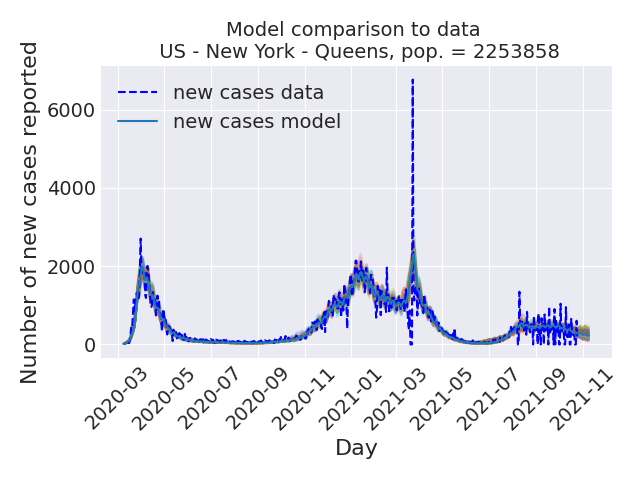 Model comparison to data
US - New York - Queens, pop. = 2253858
Number of new cases reported
6000
4000
2000
0
new cases data
new cases model
2020-03
2020-05
2020-07
2020-09
2020-11
2021-01
2021-03
2021-05
2021-07
2021-09
2021-11
Day